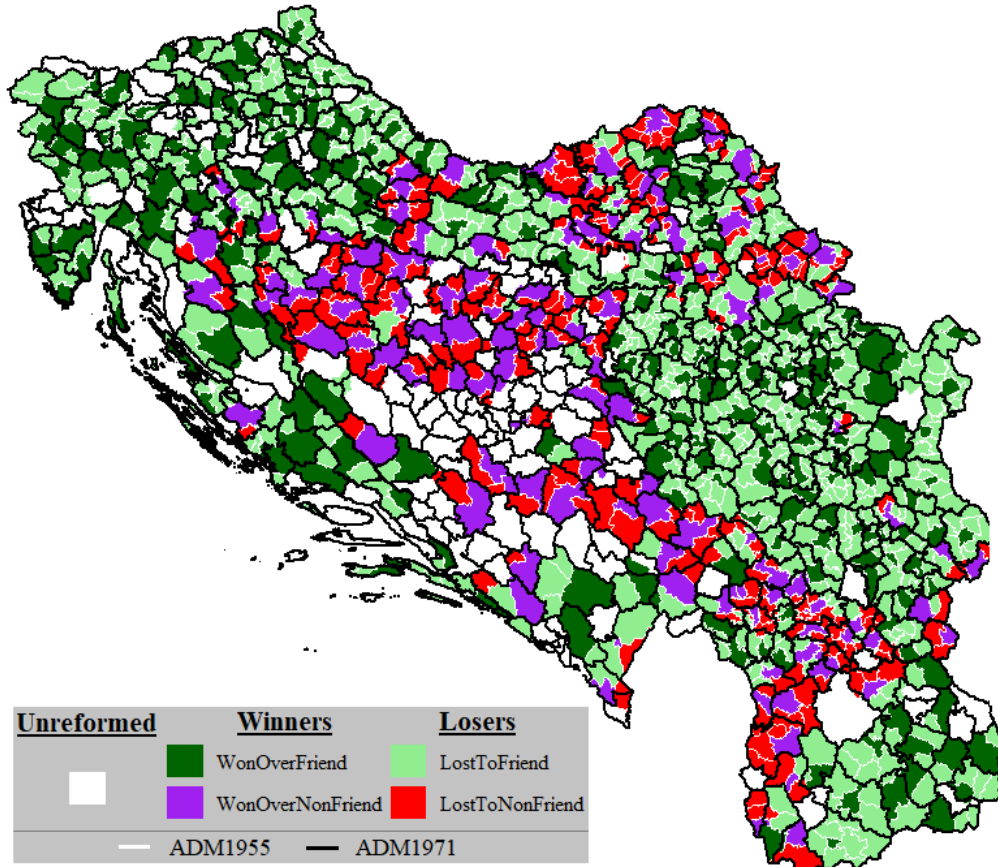 Unreformed Winners Losers
WonOverFriend LostToFriend
WonOverNonFriend LostToNonFriend
ADM1955 ADM1971